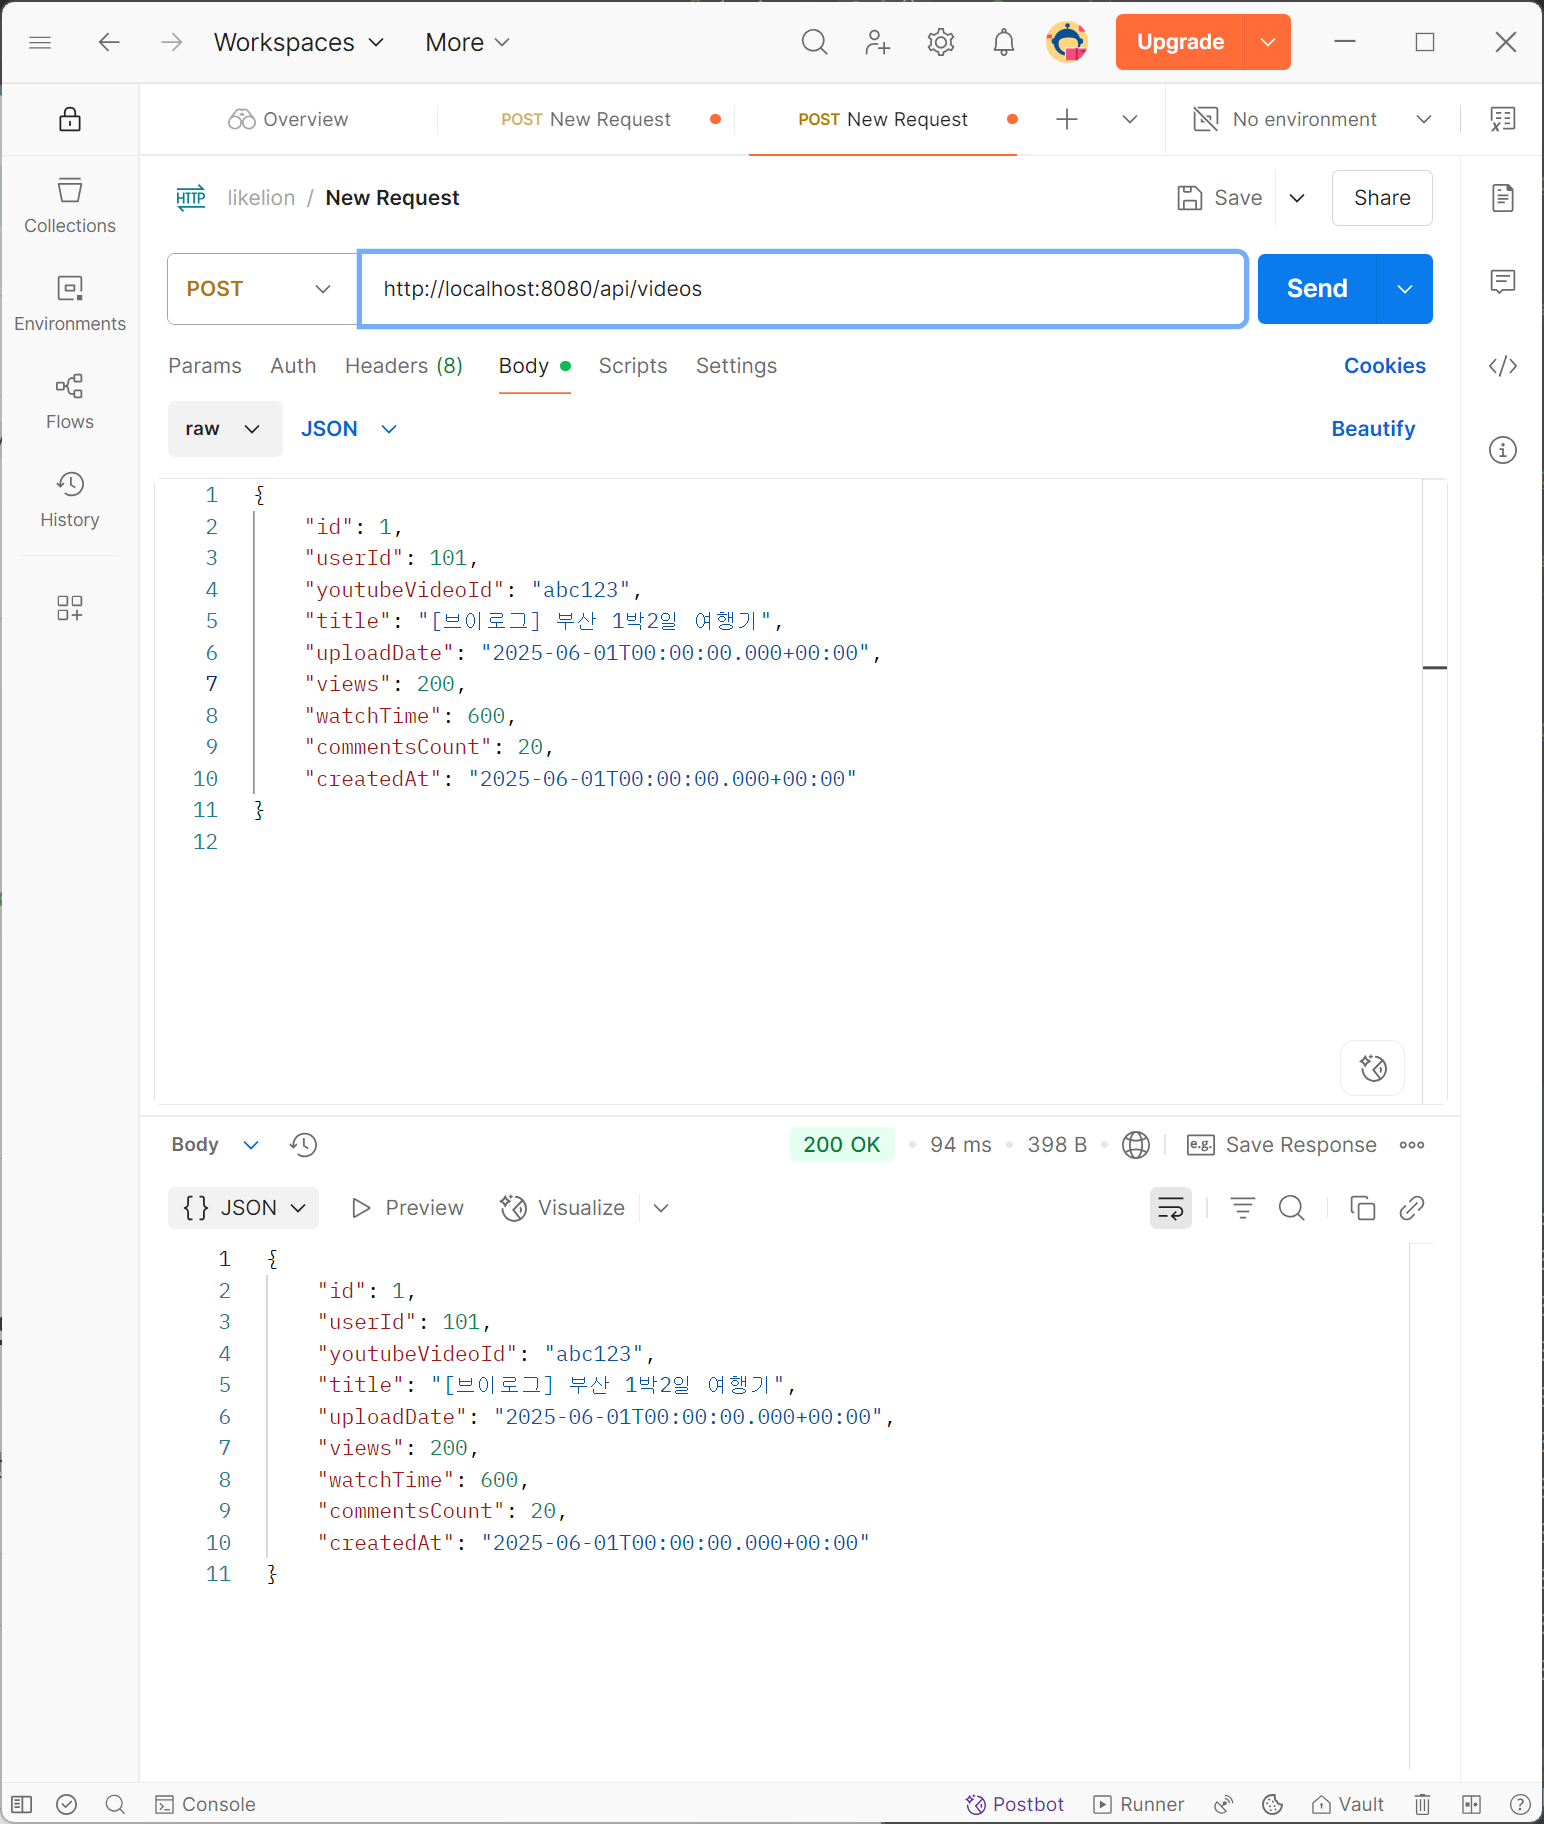 Workspaces More Upgrade
Overview POST New Request POST New Request No environment
HTTP likelion / New Request Save Share
Collections
Environments
Flows
History
POST http://localhost:8080/api/videos Send
Params Auth Headers (8) Body Scripts Settings Cookies
raw JSON Beautify
1 {
2 "id": 1,
3 "userId": 101,
4 "youtubeVideoId": "abc123",
5 "title": "[브이로그] 부산 1박2일 여행기",
6 "uploadDate": "2025-06-01T00:00:00.000+00:00",
7 "views": 200,
8 "watchTime": 600,
9 "commentsCount": 20,
10 "createdAt": "2025-06-01T00:00:00.000+00:00"
11 }
12
Body 200 OK • 94 ms • 398 B • e.g. Save Response
{} JSON Preview Visualize
1 {
2 "id": 1,
3 "userId": 101,
4 "youtubeVideoId": "abc123",
5 "title": "[브이로그] 부산 1박2일 여행기",
6 "uploadDate": "2025-06-01T00:00:00.000+00:00",
7 "views": 200,
8 "watchTime": 600,
9 "commentsCount": 20,
10 "createdAt": "2025-06-01T00:00:00.000+00:00"
11 }
Console Postbot Runner Vault